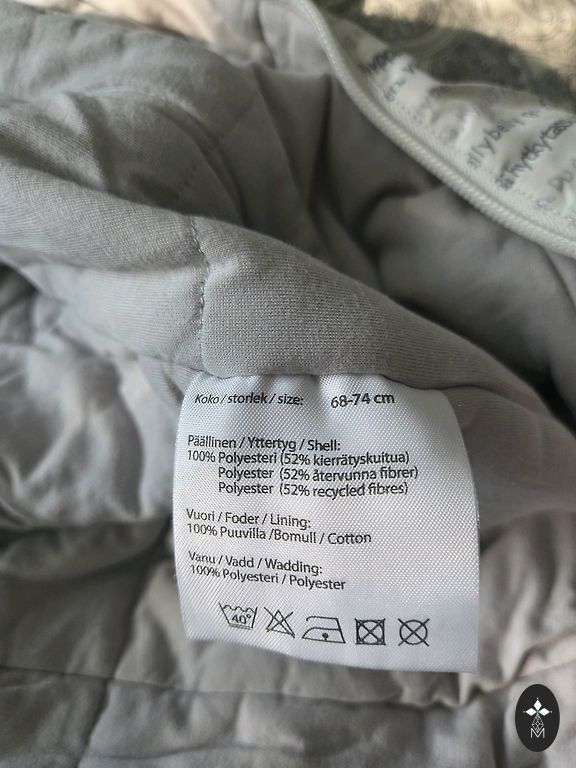 Koko / storlek / size: 68-74 cm
Päällinen / Yttertyg / Shell:
100% Polyesteri (52% kierrätyskuitua)
Polyester (52% återvunna fibrer)
Polyester (52% recycled fibres)
Vuori / Foder / Lining:
100% Puuvilla /Bomull / Cotton
Vanu / Vadd / Wadding:
100% Polyesteri / Polyester
40°
M